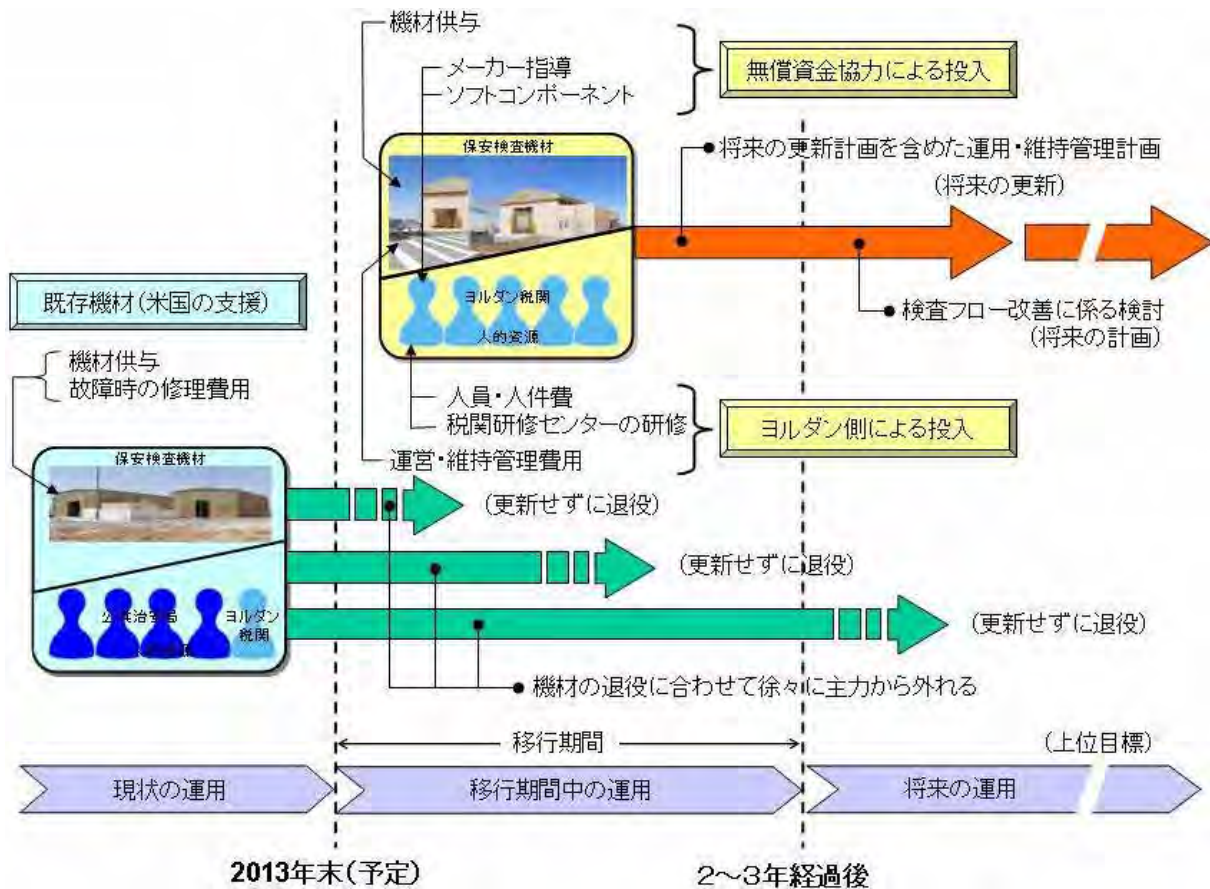 機材供与
メーカー指導
ソフトコンポーネント
無償資金協力による投入
保安検査機材
将来の更新計画を含めた運用・維持管理計画
(将来の更新)
ヨルダン税関
人的資源
検査フロー改善に係る検討
(将来の計画)
既存機材(米国の支援)
機材供与
故障時の修理費用
人員・人件費
税関研修センターの研修
運営・維持管理費用
ヨルダン側による投入
保安検査機材
(更新せずに退役)
(更新せずに退役)
(更新せずに退役)
公共治安局
ヨルダン
税関
機材の退役に合わせて徐々に主力から外れる
移行期間
(上位目標)
現状の運用
移行期間中の運用
将来の運用
2013年末(予定)
2~3年経過後